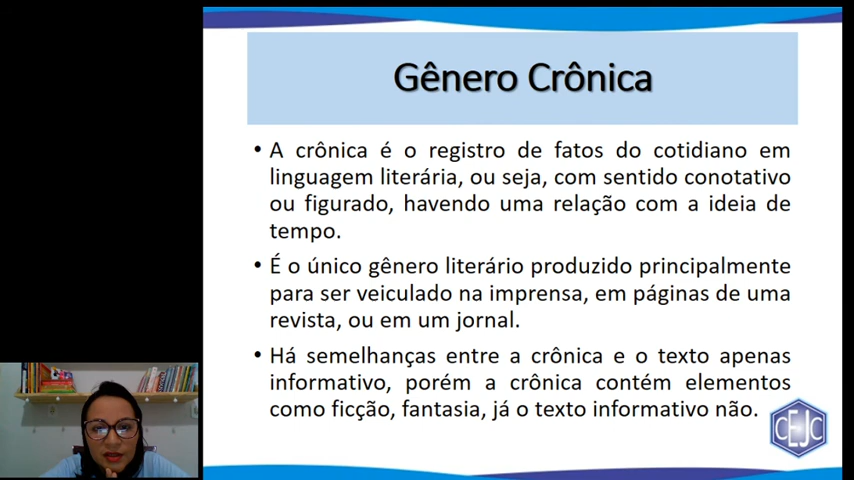 Gênero Crônica
• A crônica é o registro de fatos do cotidiano em
linguagem literária, ou seja, com sentido conotativo
ou figurado, havendo uma relação com a ideia de
tempo.
• É o único gênero literário produzido principalmente
para ser veiculado na imprensa, em páginas de uma
revista, ou em um jornal.
• Há semelhanças entre a crônica e o texto apenas
informativo, porém a crônica contém elementos
como ficção, fantasia, já o texto informativo não.
CEJC